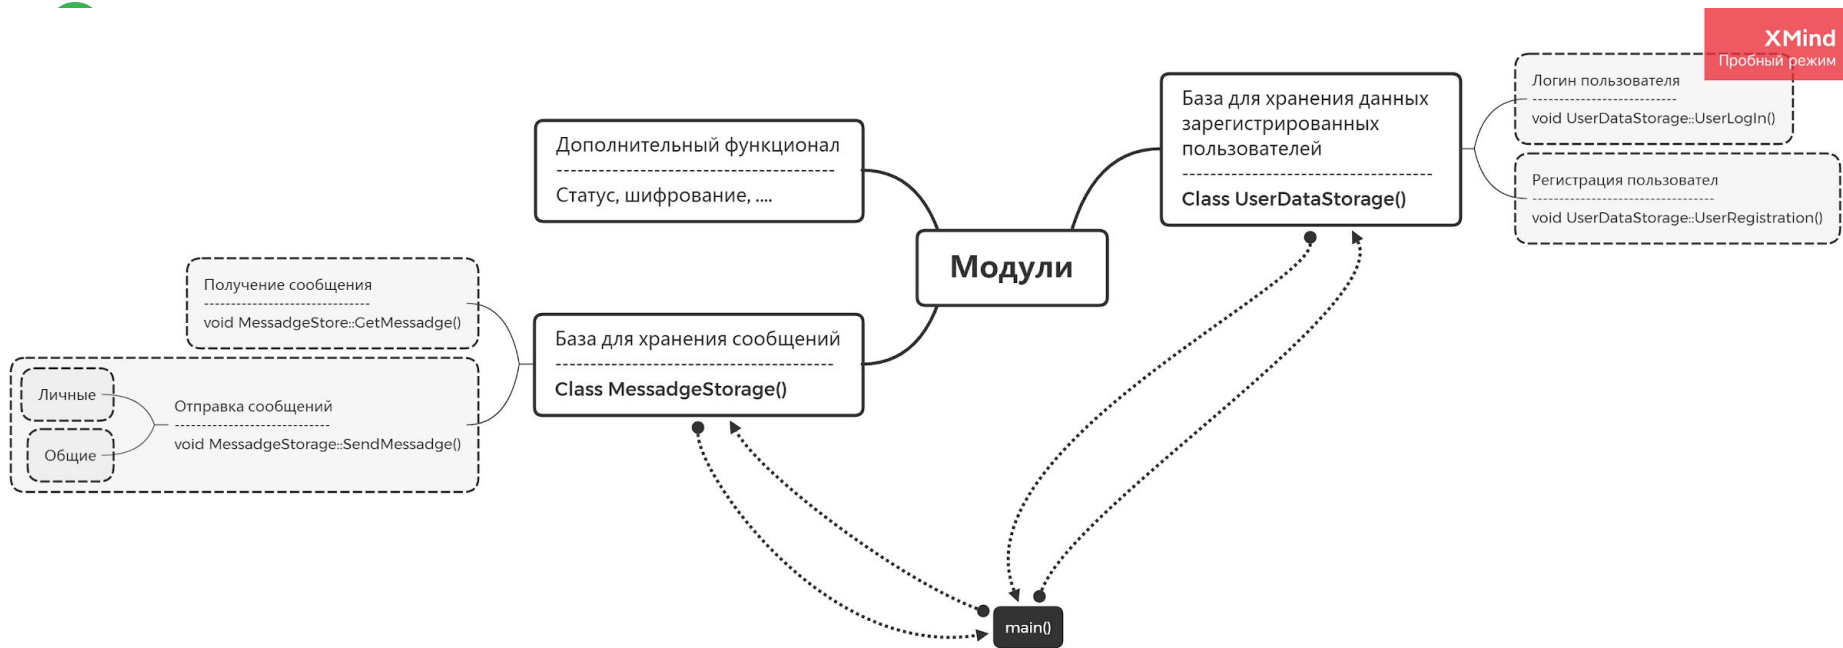 XMind
Пробный режим
Логин пользователя
void UserDataStorage::UserLogIn()
Регистрация пользовател
void UserDataStorage::UserRegistration()
База для хранения данных
зарегистрированных
пользователей
Class UserDataStorage()
Дополнительный функционал
Статус, шифрование, ....
Модули
Получение сообщения
void MessadgeStore::GetMessadge()
База для хранения сообщений
Class MessadgeStorage()
Личные
Общие
Отправка сообщений
void MessadgeStorage::SendMessadge()
main()